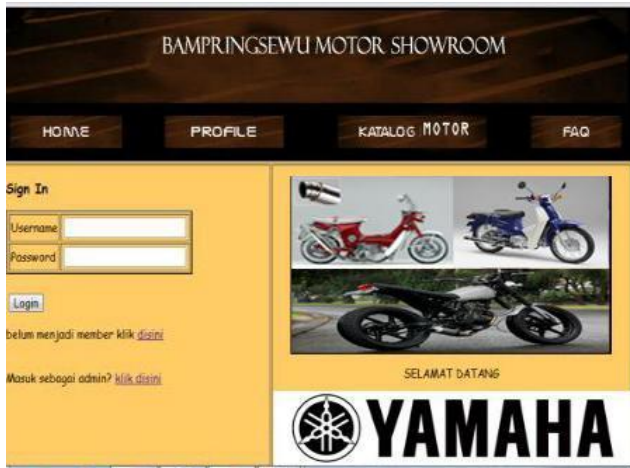 BAMPRINGSEWU MOTOR SHOWROOM
HOME PROFILE KATALOG MOTOR FAQ
Sign In
Username
Password
Login
belum menjadi member klik disini
Masuk sebagai admin? klik disini
SELAMAT DATANG
YAMAHA